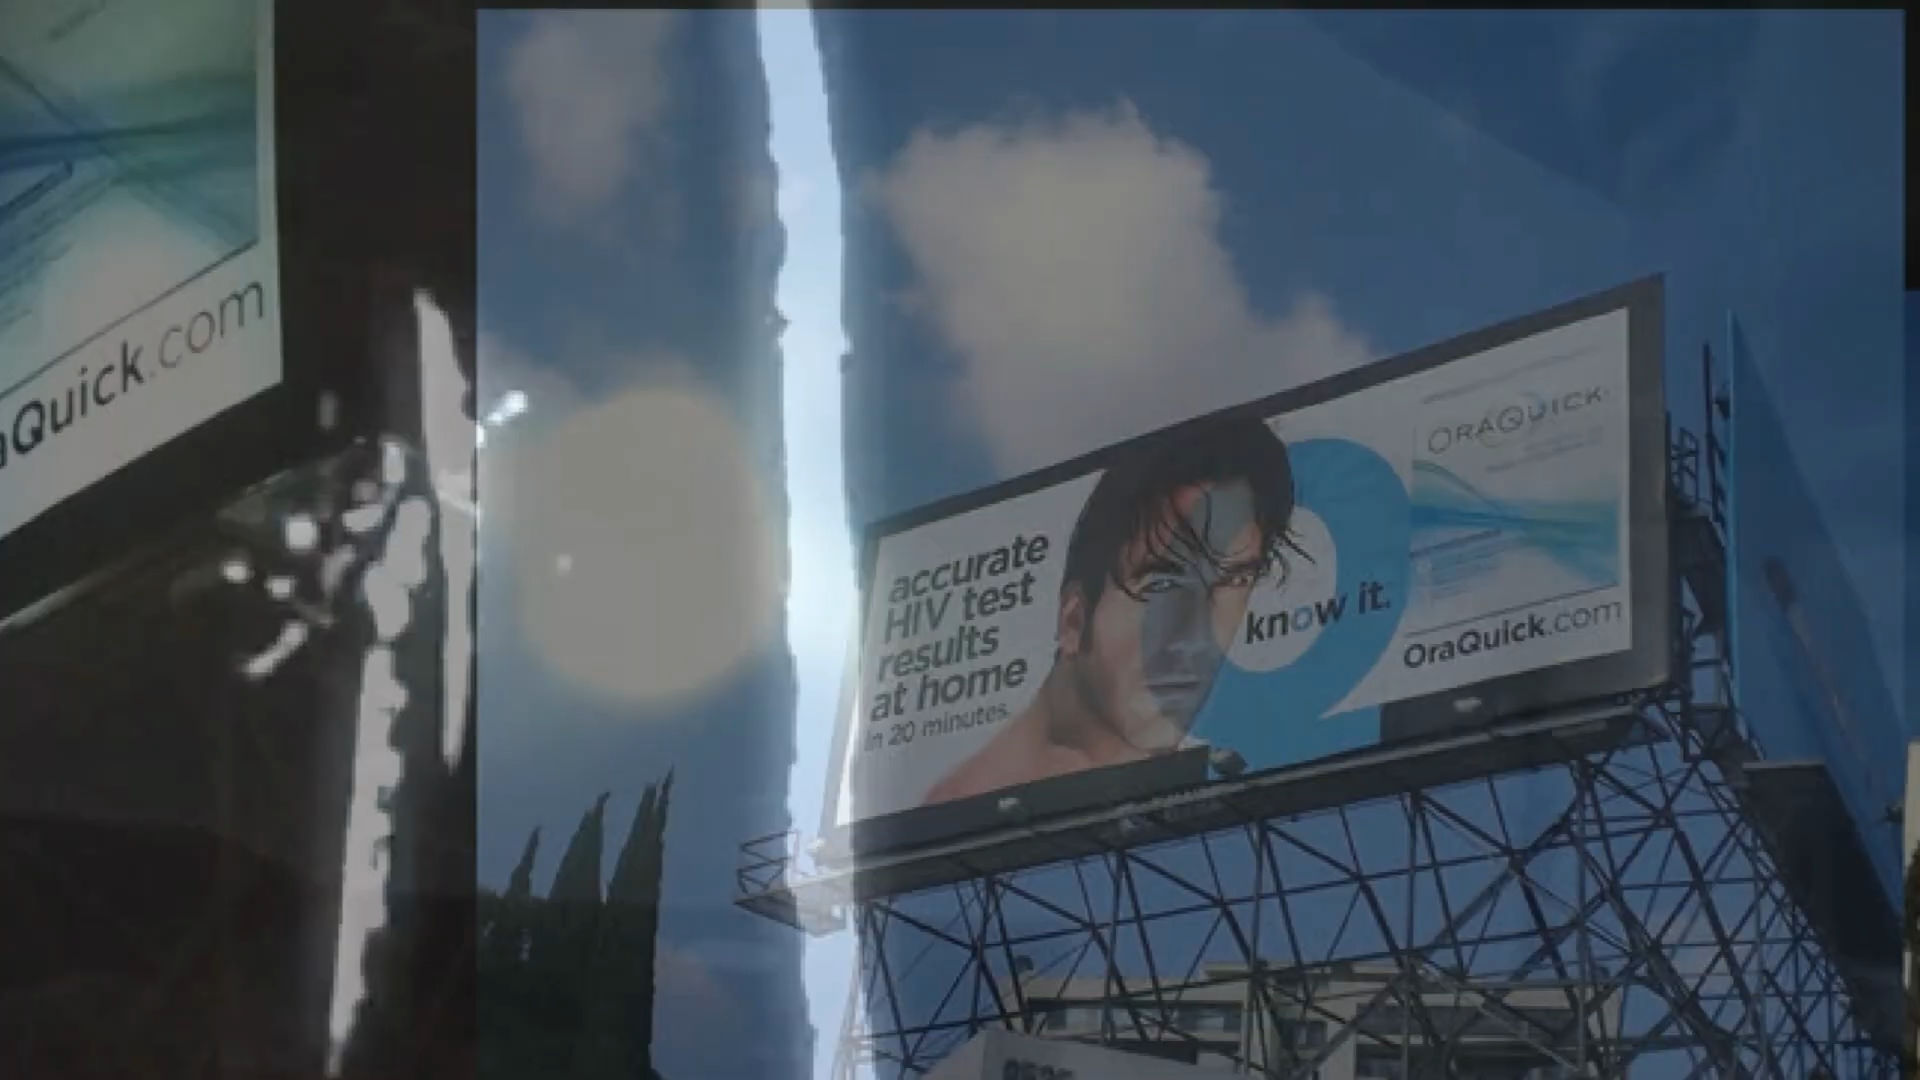 aQuick.com
accurate
HIV test
results
at home
in 20 minutes.
know it.
ORAQUICK
OraQuick.com